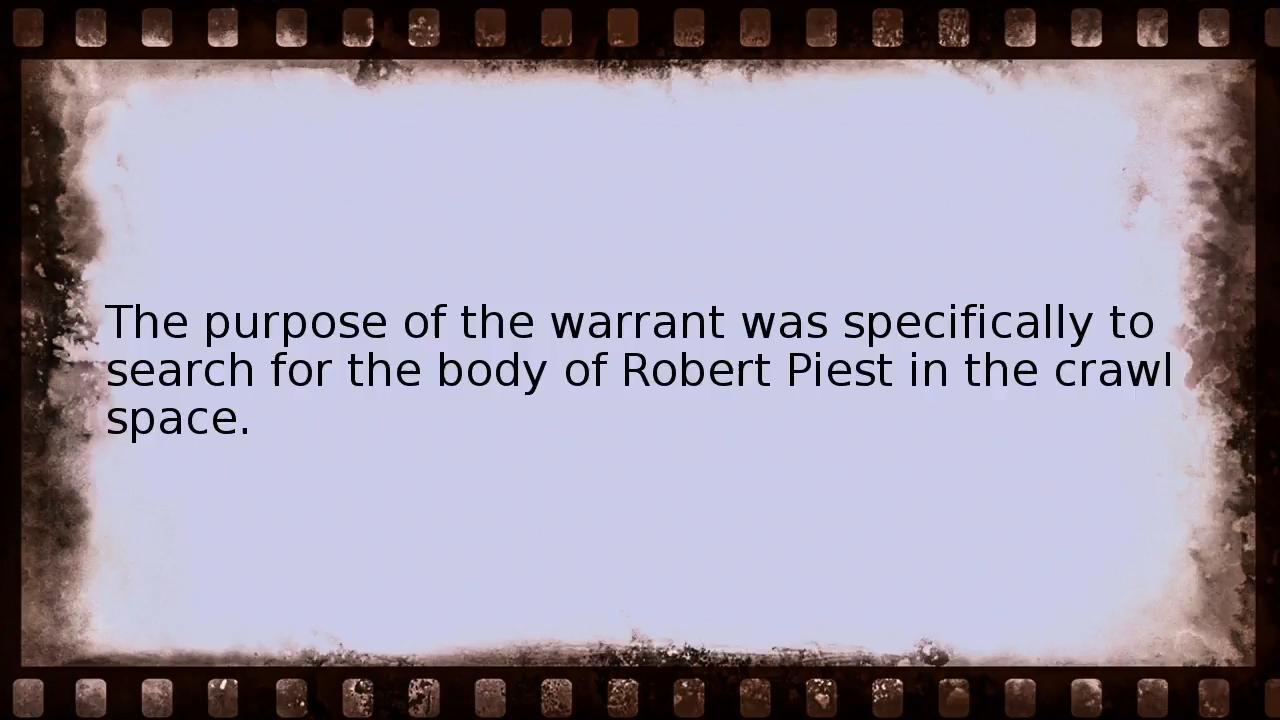 The purpose of the warrant was specifically to
search for the body of Robert Piest in the crawl
space.